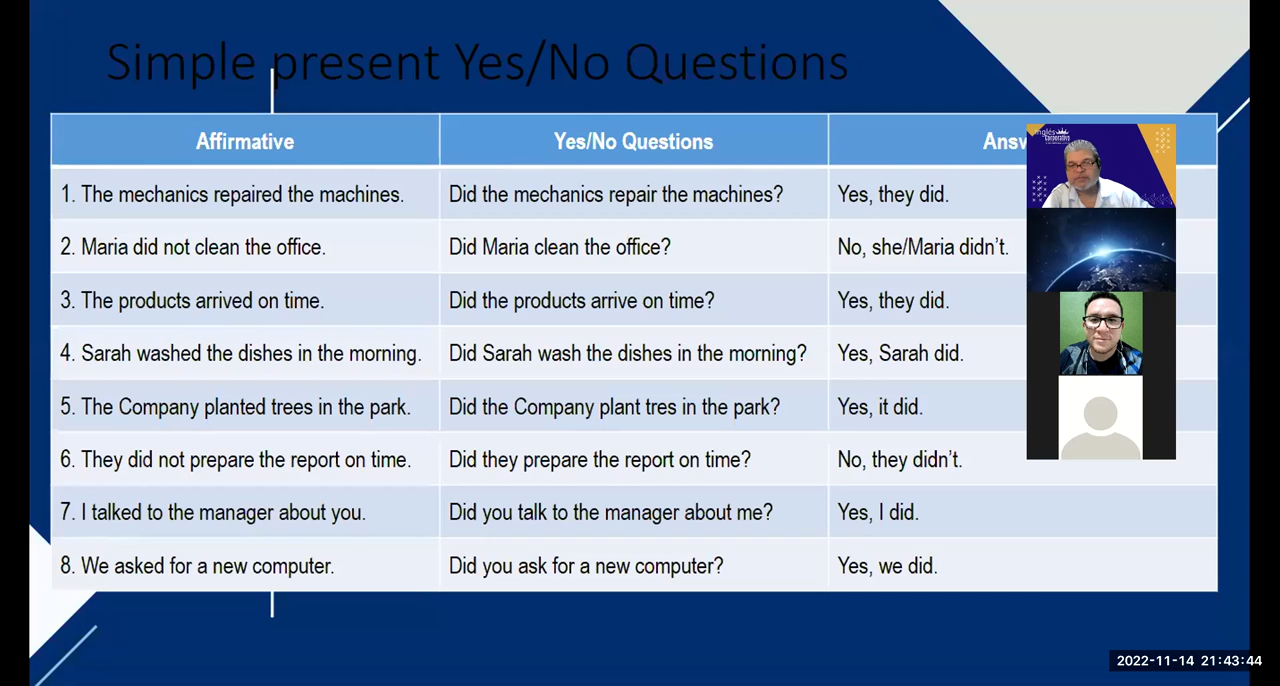 Simple present Yes/No Questions
Affirmative Yes/No Questions Answ
1. The mechanics repaired the machines. Did the mechanics repair the machines? Yes, they did.
2. Maria did not clean the office. Did Maria clean the office? No, she/Maria didn’t.
3. The products arrived on time. Did the products arrive on time? Yes, they did.
4. Sarah washed the dishes in the morning. Did Sarah wash the dishes in the morning? Yes, Sarah did.
5. The Company planted trees in the park. Did the Company plant tres in the park? Yes, it did.
6. They did not prepare the report on time. Did they prepare the report on time? No, they didn’t.
7. I talked to the manager about you. Did you talk to the manager about me? Yes, I did.
8. We asked for a new computer. Did you ask for a new computer? Yes, we did.
Inglés
Corporativo
2022-11-14 21:43:44